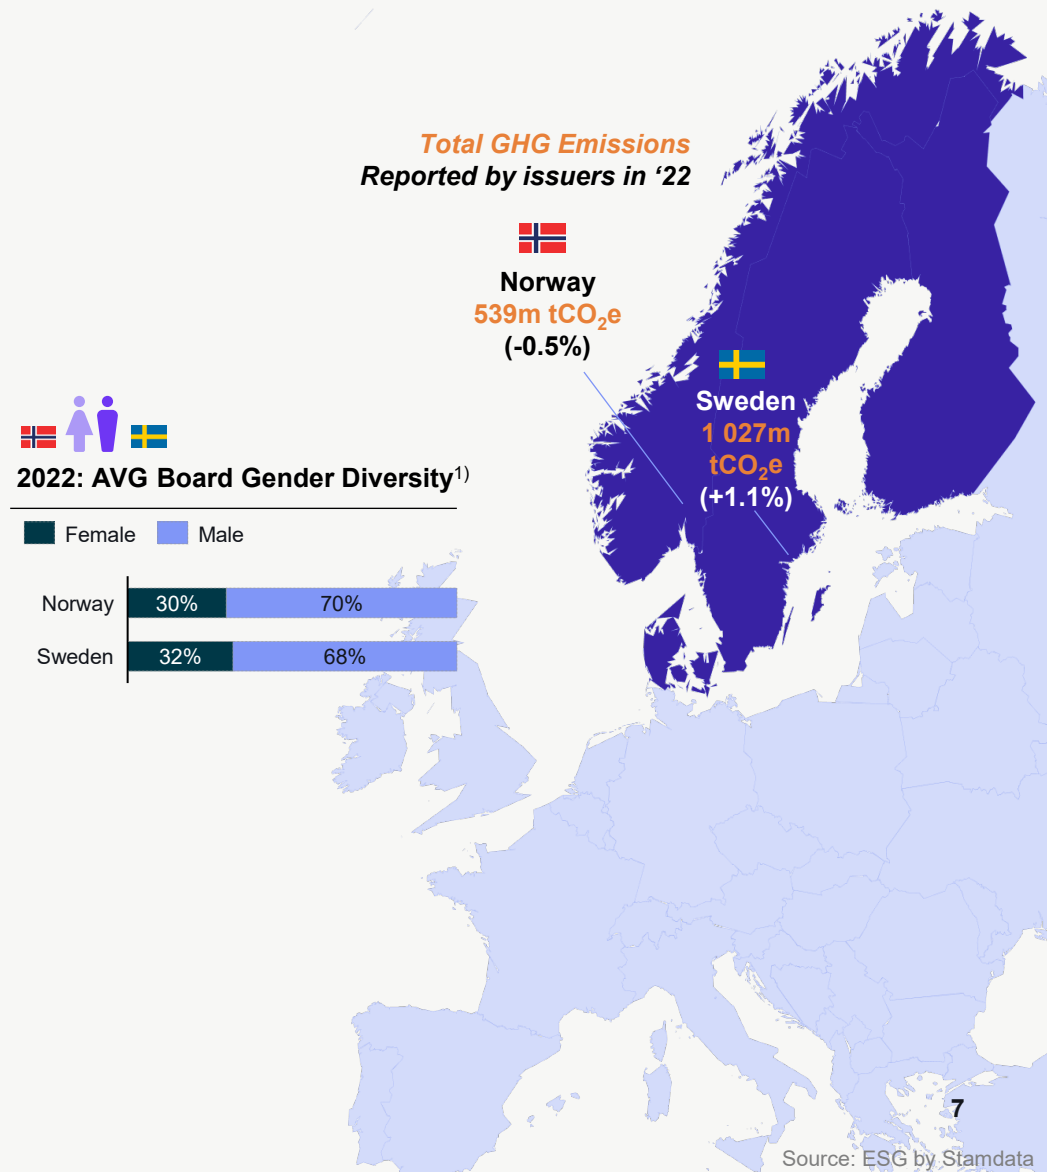 Total GHG Emissions
Reported by issuers in ‘22
Norway
539m tCO₂e
(-0.5%)
Sweden
1 027m
tCO₂e
(+1.1%)
2022: AVG Board Gender Diversity¹⁾
Female Male
Norway 30% 70%
Sweden 32% 68%
7
Source: ESG by Stamdata